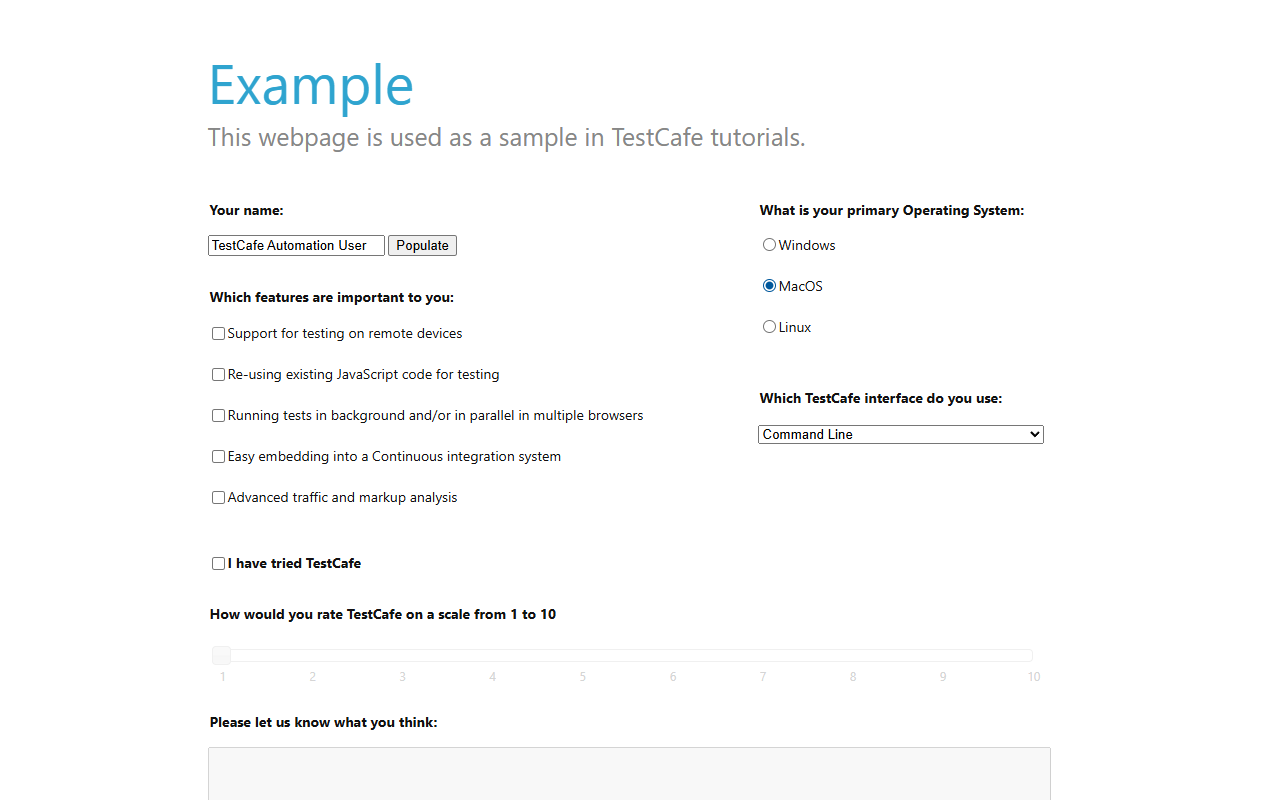 Example
This webpage is used as a sample in TestCafe tutorials.
Your name:
TestCafe Automation User Populate
Which features are important to you:
Support for testing on remote devices
Re-using existing JavaScript code for testing
Running tests in background and/or in parallel in multiple browsers
Easy embedding into a Continuous integration system
Advanced traffic and markup analysis
I have tried TestCafe
What is your primary Operating System:
Windows
MacOS
Linux
Which TestCafe interface do you use:
Command Line
How would you rate TestCafe on a scale from 1 to 10
1 2 3 4 5 6 7 8 9 10
Please let us know what you think: